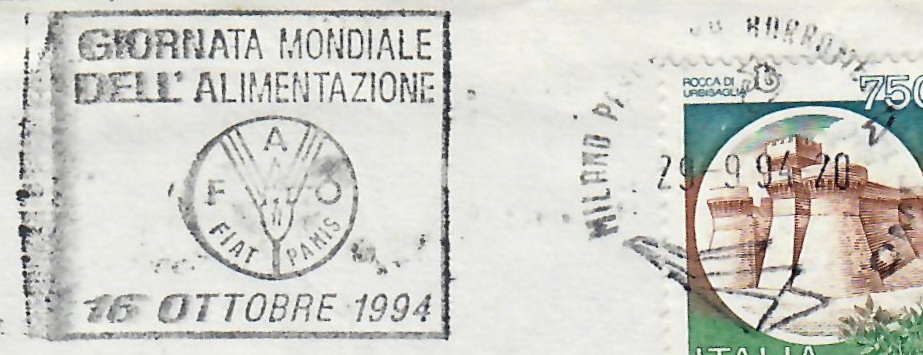 GIORNATA MONDIALE
DELL'ALIMENTAZIONE
F A O
FIAT PANIS
16 OTTOBRE 1994
MILANO
29-9.94-20
ROCCA DI
URBISAGLIA
750
ITALIA